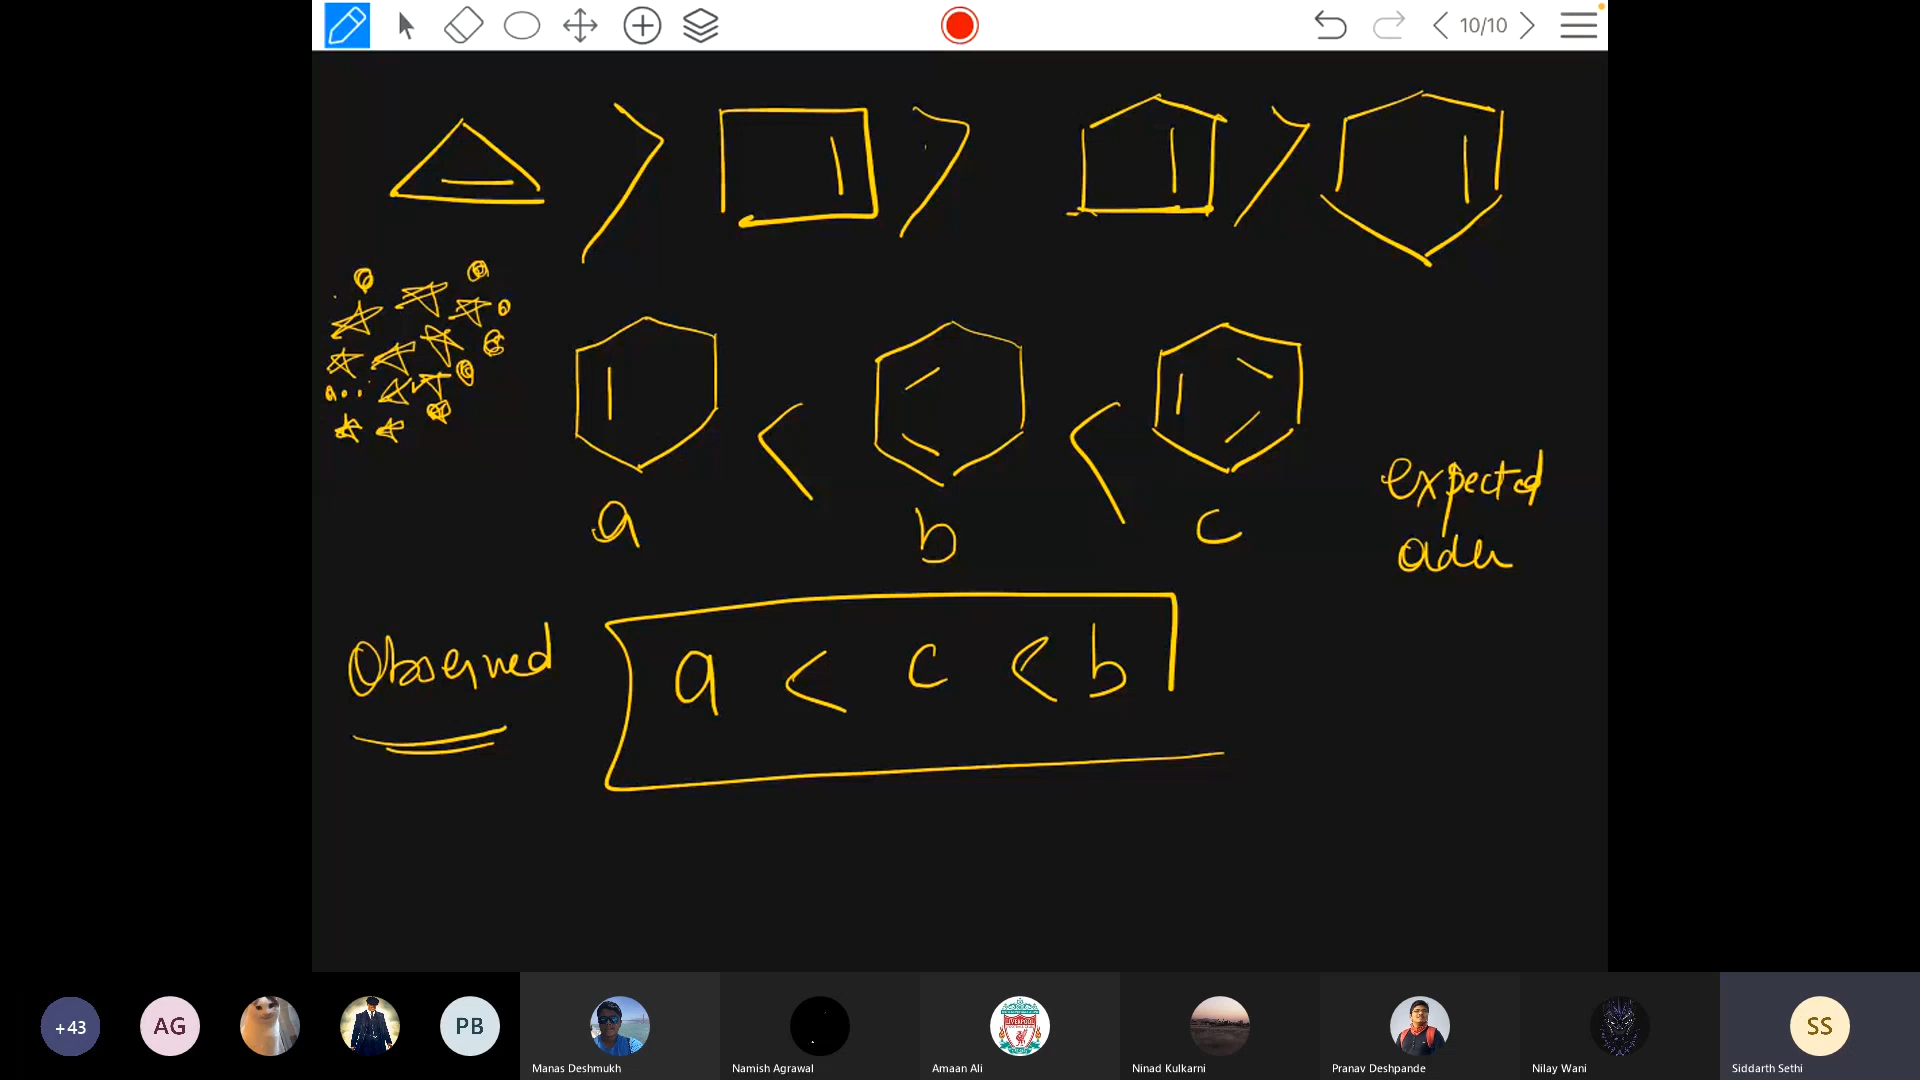 10/10
> > >
< <
a b c
expected
order
Observed
a < c < b
+43
AG
PB
LIVERPOOL
SS
Manas Deshmukh
Namish Agrawal
Amaan Ali
Ninad Kulkarni
Pranav Deshpande
Nilay Wani
Siddarth Sethi